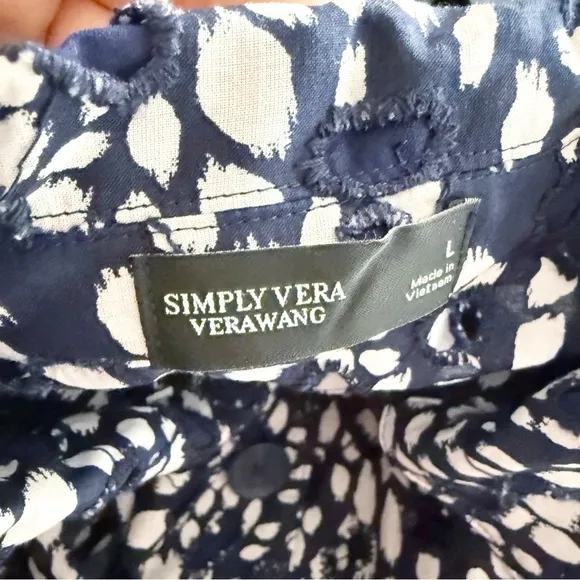 SIMPLY VERA
VERAWANG
L
Made in
Vietnam